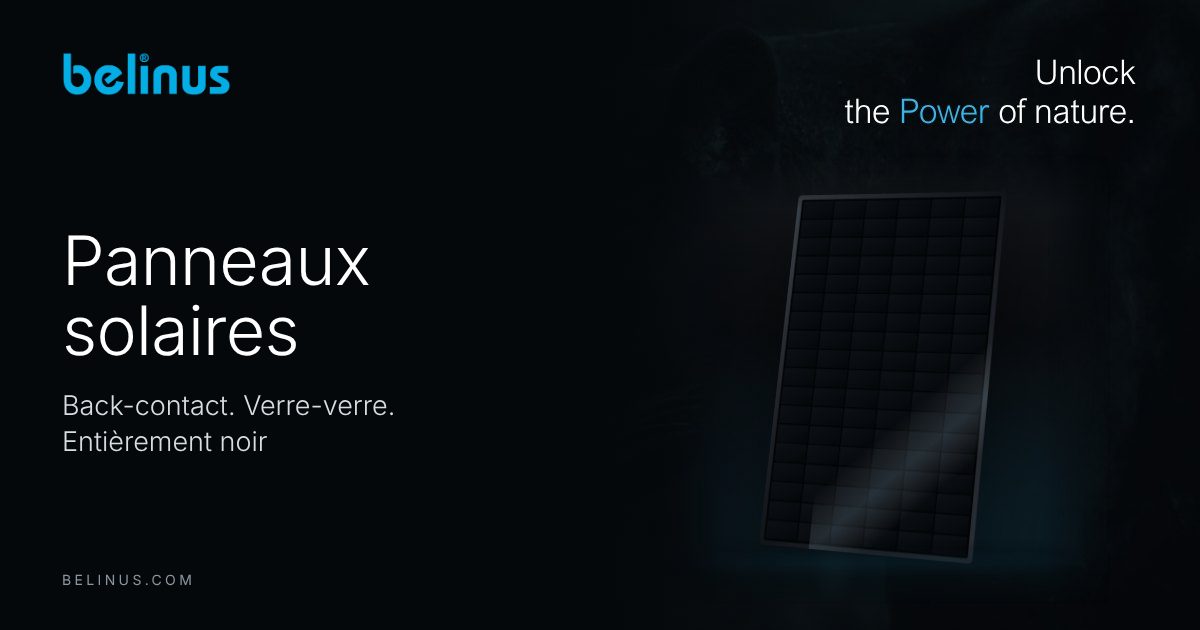 belinus®
Unlock
the Power of nature.
Panneaux
solaires
Back-contact. Verre-verre.
Entièrement noir
BELINUS.COM